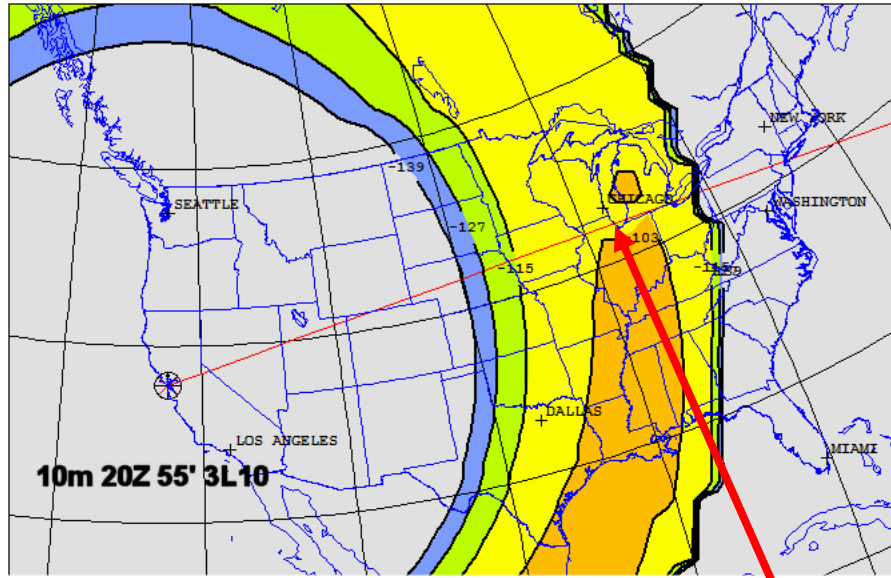 NEW YORK
-139
CHICAGO
SEATTLE
WASHINGTON
-127
-103
-115
DALLAS
LOS ANGELES
MIAMI
10m 20Z 55' 3L10